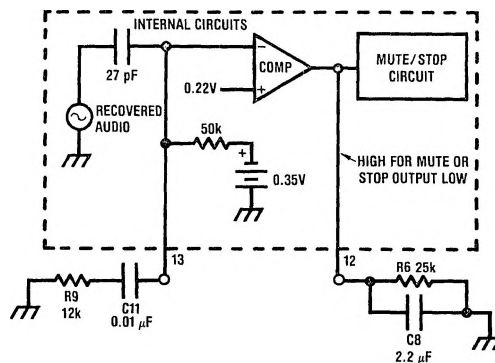 INTERNAL CIRCUITS
27 pF
RECOVERED
AUDIO
−
COMP
+
0.22V
MUTE/STOP
CIRCUIT
50k
+
0.35V
HIGH FOR MUTE OR
STOP OUTPUT LOW
13
12
R9
12k
C11
0.01 μF
R6 25k
C8
2.2 μF